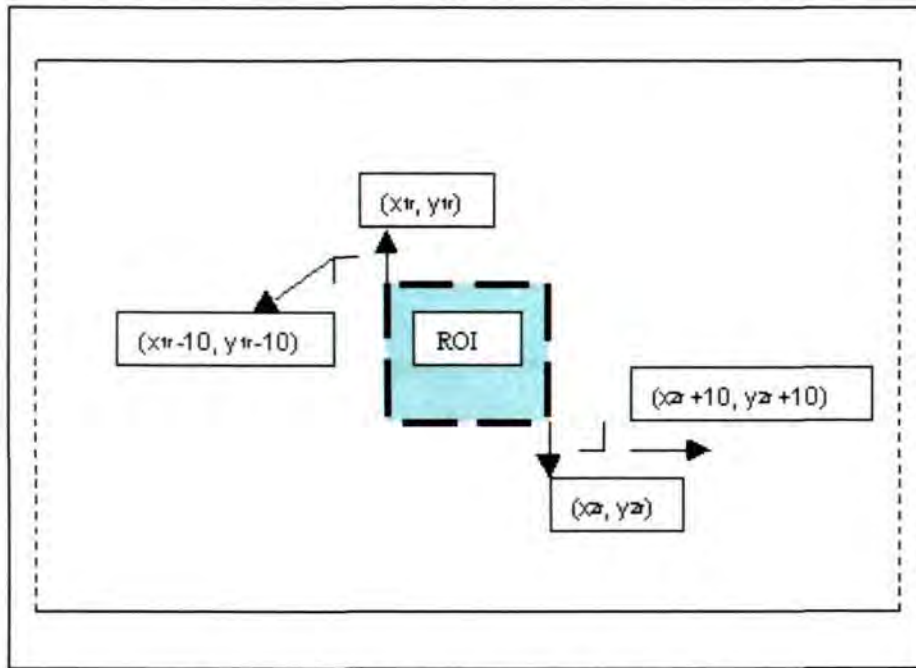 (x1r, y1r)
(x1r-10, y1r-10)
ROI
(x2r+10, y2r+10)
(x2r, y2r)